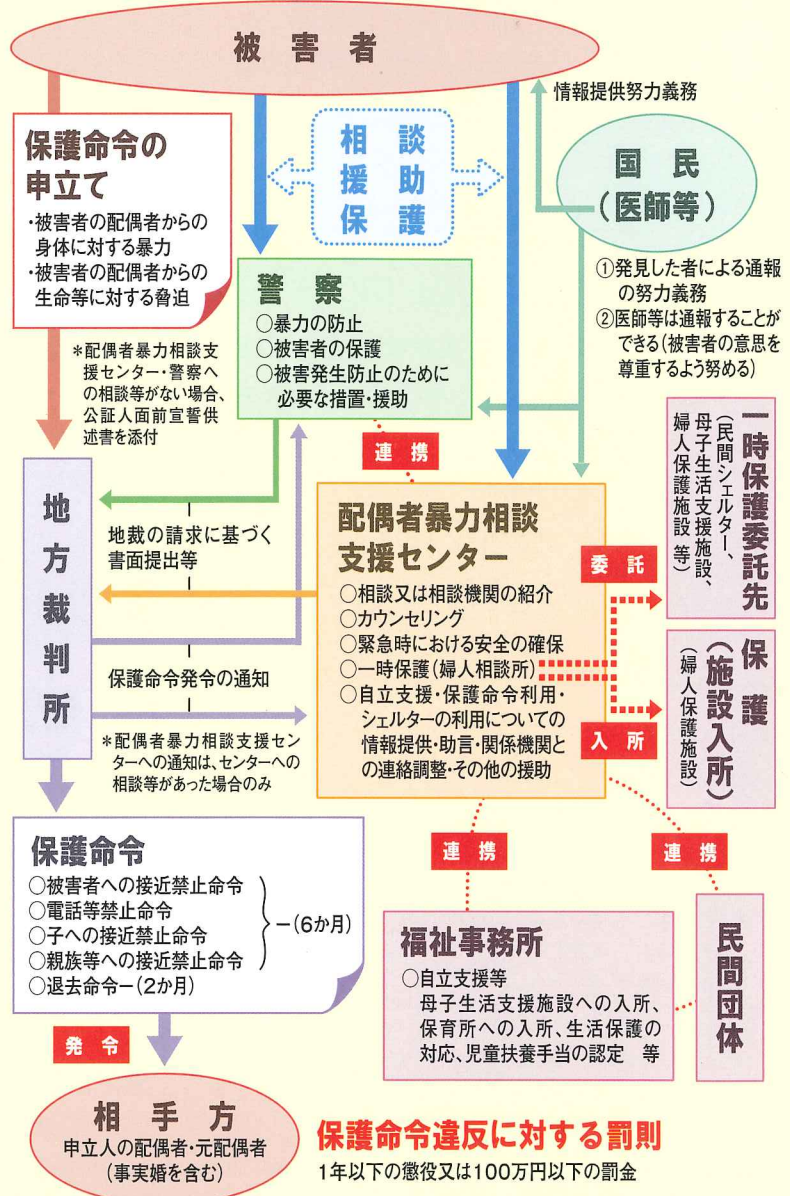 被害者
情報提供努力義務
保護命令の
申立て
・被害者の配偶者からの
身体に対する暴力
・被害者の配偶者からの
生命等に対する脅迫
相談
援助
保護
国民
(医師等)
①発見した者による通報
の努力義務
②医師等は通報することが
できる(被害者の意思を
尊重するよう努める)
警察
○暴力の防止
○被害者の保護
○被害発生防止のために
必要な措置・援助
*配偶者暴力相談支
援センター・警察へ
の相談等がない場合、
公証人面前宣誓供
述書を添付
連携
地方裁判所
地裁の請求に基づく
書面提出等
保護命令発令の通知
*配偶者暴力相談支援セン
ターへの通知は、センターへの
相談等があった場合のみ
配偶者暴力相談
支援センター
○相談又は相談機関の紹介
○カウンセリング
○緊急時における安全の確保
○一時保護(婦人相談所)
○自立支援・保護命令利用・
シェルターの利用についての
情報提供・助言・関係機関と
の連絡調整・その他の援助
委託
一時保護委託先
(民間シェルター、
母子生活支援施設、
婦人保護施設 等)
入所
保護
(施設入所)
(婦人保護施設)
保護命令
○被害者への接近禁止命令
○電話等禁止命令
○子への接近禁止命令
○親族等への接近禁止命令
ー(6か月)
○退去命令ー(2か月)
連携
連携
福祉事務所
○自立支援等
母子生活支援施設への入所、
保育所への入所、生活保護の
対応、児童扶養手当の認定 等
民間団体
発令
相手方
申立人の配偶者・元配偶者
(事実婚を含む)
保護命令違反に対する罰則
1年以下の懲役又は100万円以下の罰金